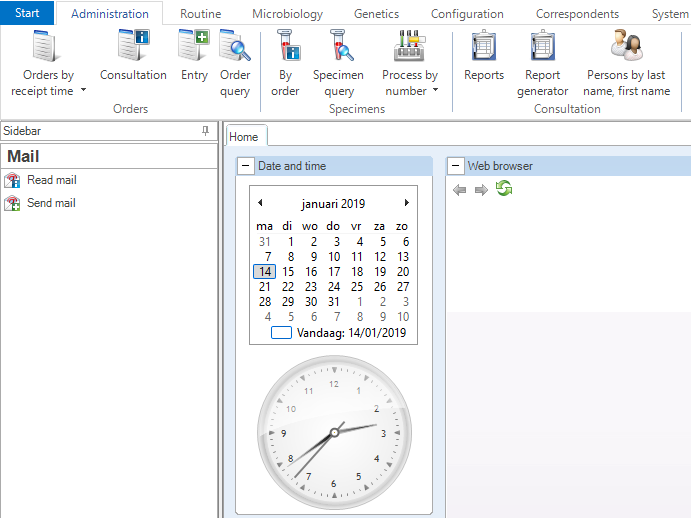 Start Administration Routine Microbiology Genetics Configuration Correspondents System
Orders by receipt time
Consultation
Entry
Order query
By order
Specimen query
Process by number
Reports
Report generator
Persons by last name, first name
Orders Specimens Consultation
Sidebar
Mail
Read mail
Send mail
Home
Date and time
januari 2019
ma di wo do vr za zo
31 1 2 3 4 5 6
7 8 9 10 11 12 13
14 15 16 17 18 19 20
21 22 23 24 25 26 27
28 29 30 31 1 2 3
4 5 6 7 8 9 10
Vandaag: 14/01/2019
12
11 1
10 2
9 3
8 4
7 5
6
Web browser